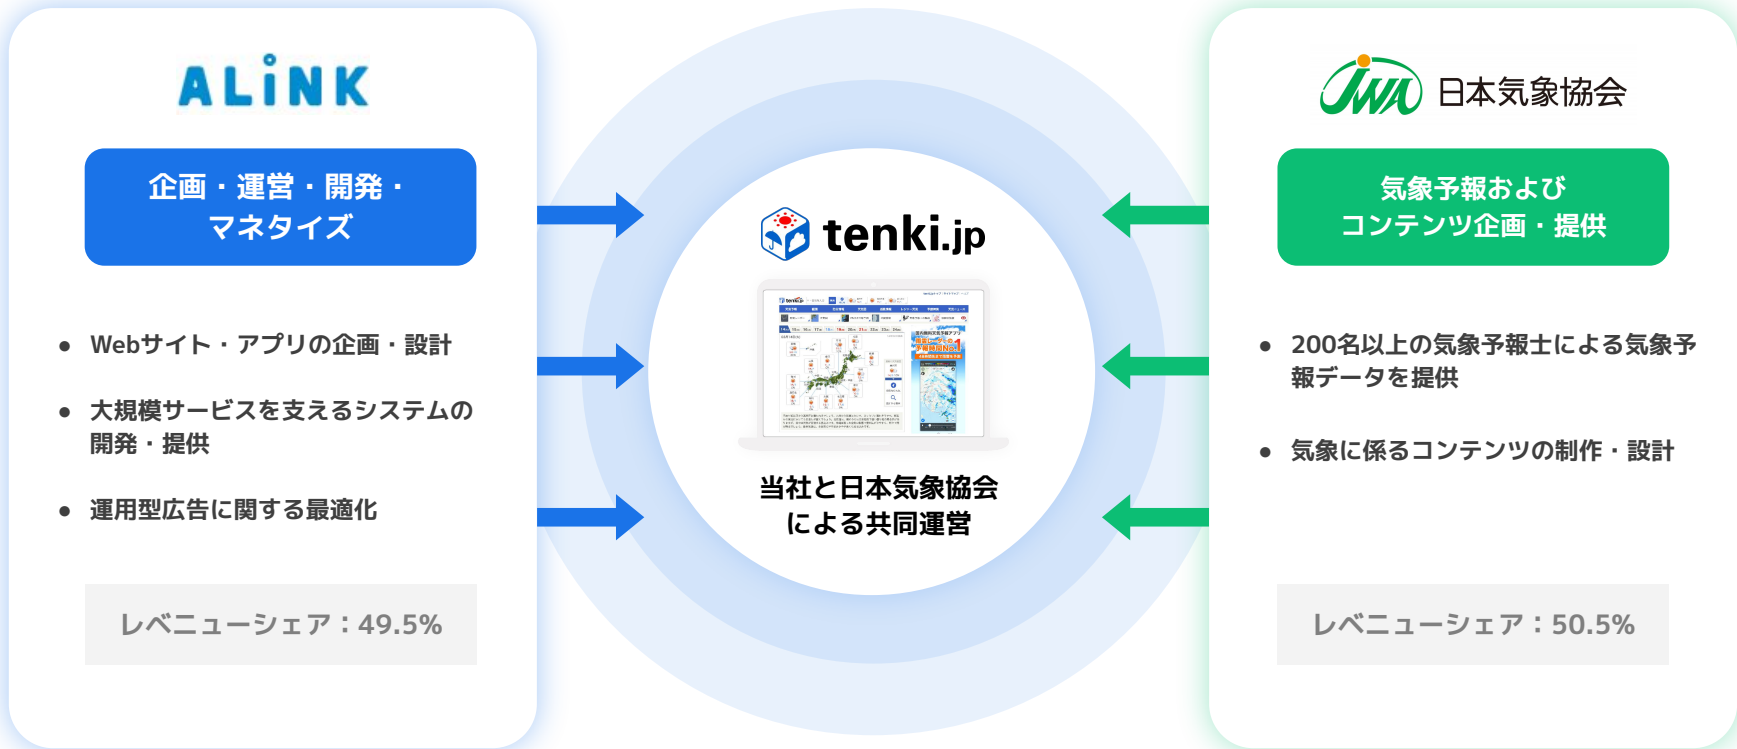 ALiNK
企画・運営・開発・
マネタイズ
● Webサイト・アプリの企画・設計
● 大規模サービスを支えるシステムの
開発・提供
● 運用型広告に関する最適化
レベニューシェア：49.5%
tenki.jp
当社と日本気象協会
による共同運営
JWA 日本気象協会
気象予報および
コンテンツ企画・提供
● 200名以上の気象予報士による気象予
報データを提供
● 気象に係るコンテンツの制作・設計
レベニューシェア：50.5%